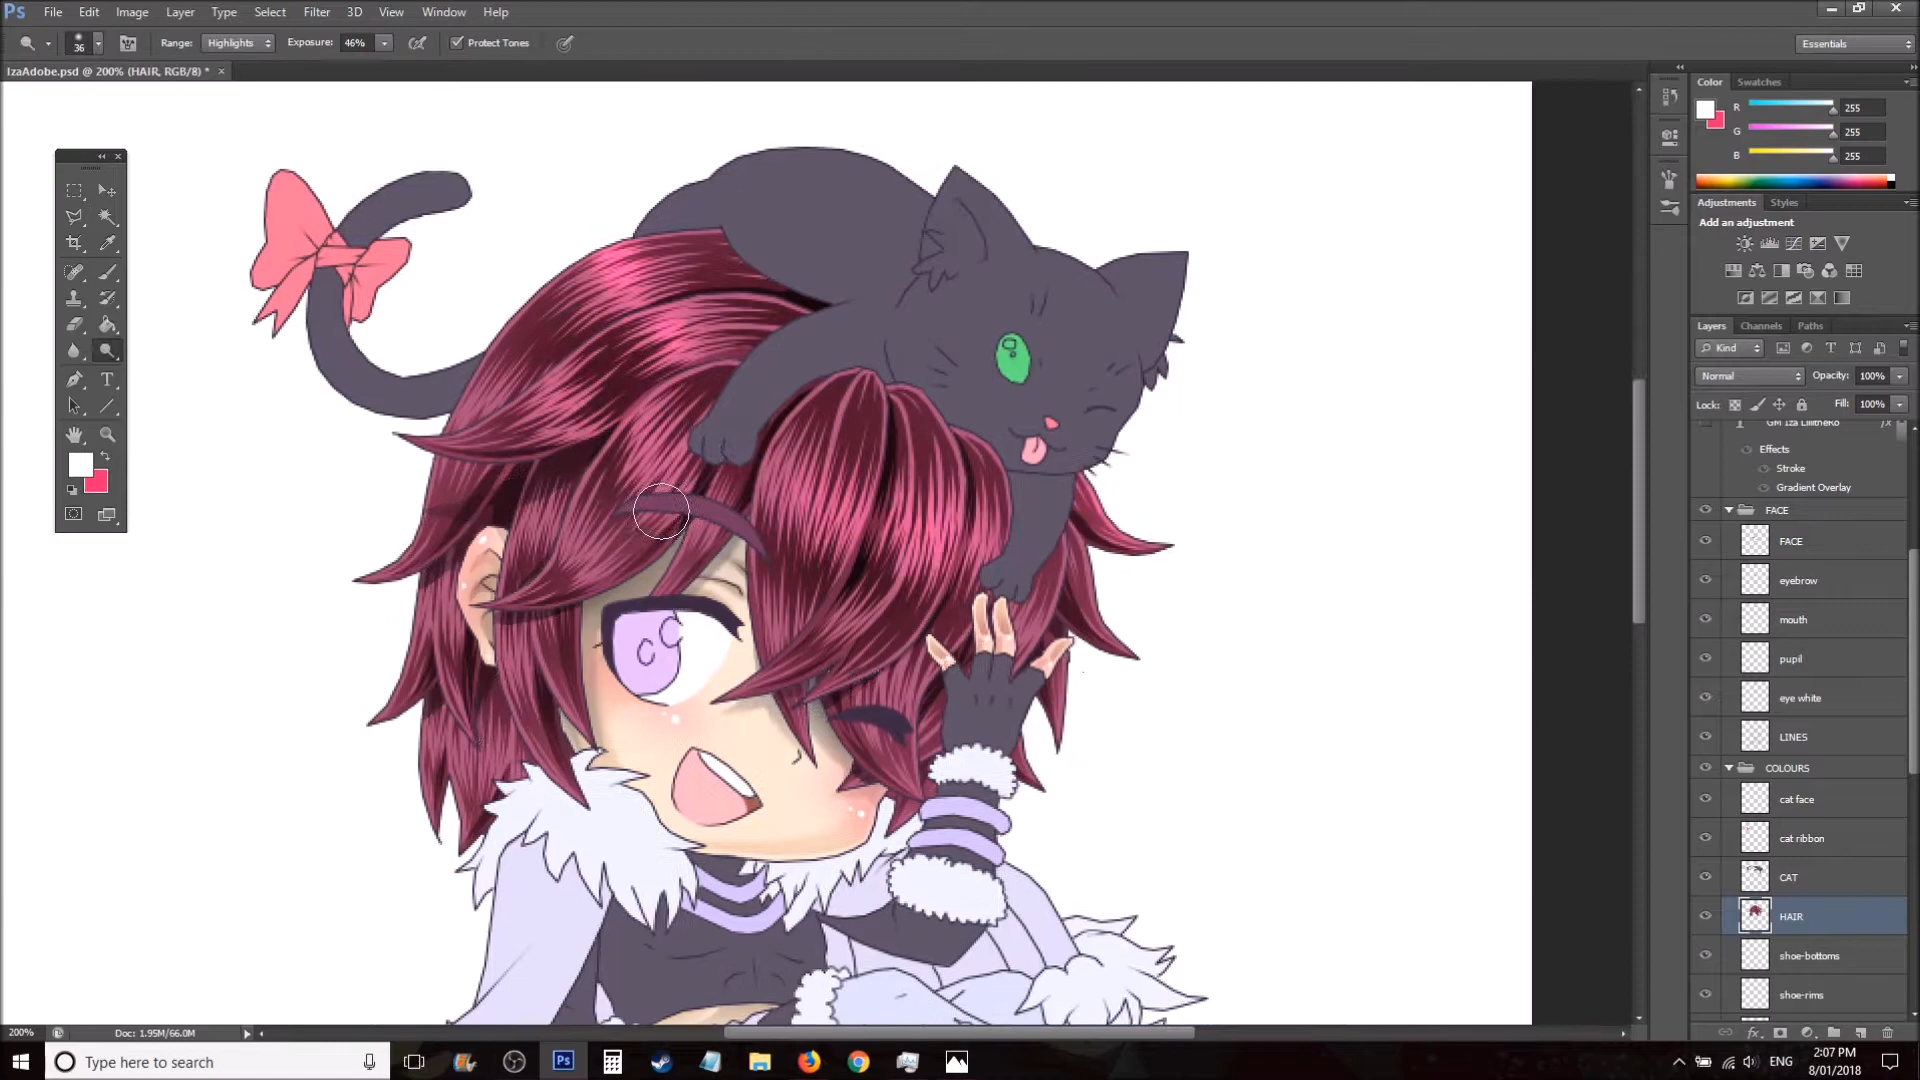 Ps File Edit Image Layer Type Select Filter 3D View Window Help
36 Range: Highlights Exposure: 46% Protect Tones Essentials
IzaAdobe.psd @ 200% (HAIR, RGB/8) *
Color Swatches
R 255
G 255
B 255
Adjustments Styles
Add an adjustment
Layers Channels Paths
Kind
Normal Opacity: 100%
Lock: Fill: 100%
Effects
Stroke
Gradient Overlay
FACE
FACE
eyebrow
mouth
pupil
eye white
LINES
COLOURS
cat face
cat ribbon
CAT
HAIR
shoe-bottoms
shoe-rims
200% Doc: 1.95M/66.0M
Type here to search
Ps
ENG
2:07 PM
8/01/2018